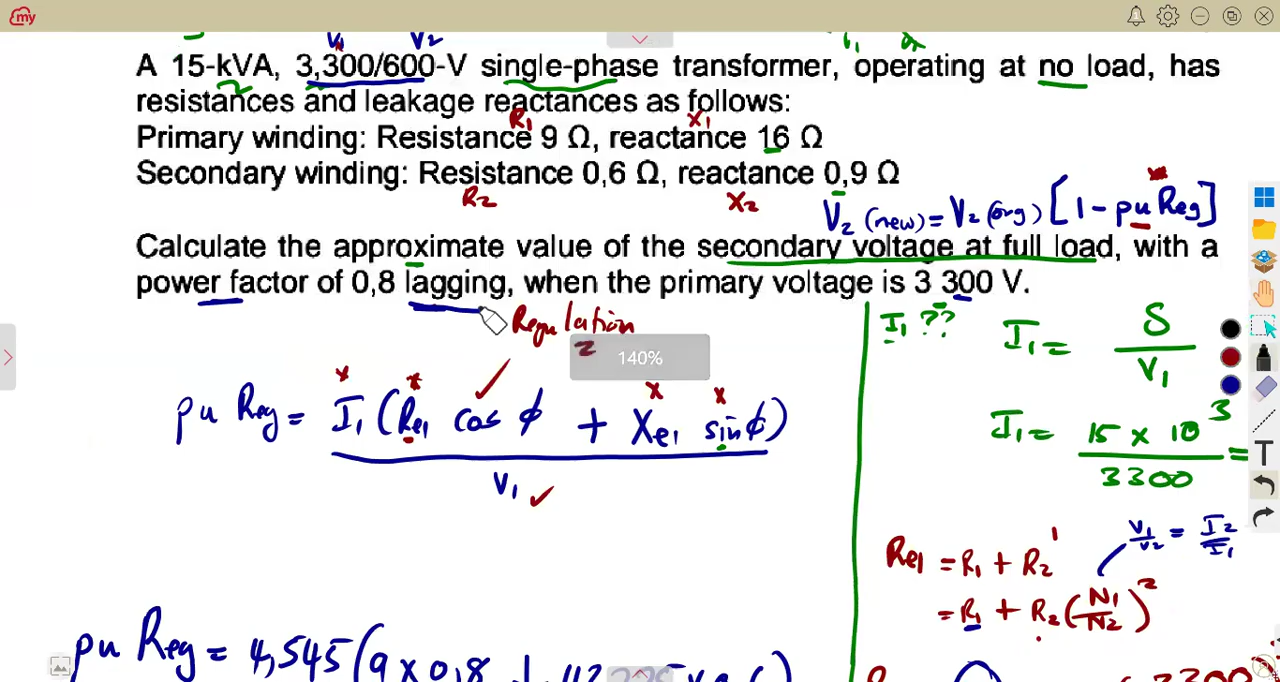 my
V1 V2
A 15-kVA, 3,300/600-V single-phase transformer, operating at no load, has
resistances and leakage reactances as follows:
R1 X1
Primary winding: Resistance 9 Ω, reactance 16 Ω
Secondary winding: Resistance 0,6 Ω, reactance 0,9 Ω
R2 X2
V2 (new) = V2 (org) [1 - pu Reg]
Calculate the approximate value of the secondary voltage at full load, with a
power factor of 0,8 lagging, when the primary voltage is 3 300 V.
Regulation
140%
pu Reg = I1 (Re1 cos φ + Xe1 sin φ)
V1
I1 ??
I1 = S
V1
I1 = 15 x 10 3
3300 =
V1/V2 = I2/I1
Re1 = R1 + R2'
= R1 + R2 (N1/N2)2
pu Reg = 4,545 (9 x 0,8
3300
T